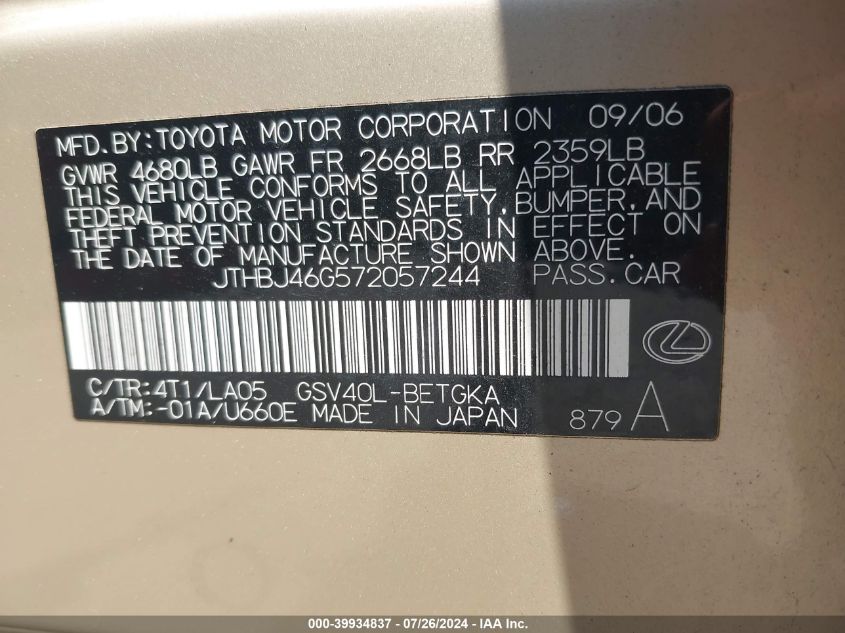 MFD. BY: TOYOTA MOTOR CORPORATION 09/06
GVWR 4680LB GAWR FR 2668LB RR 2359LB
THIS VEHICLE CONFORMS TO ALL APPLICABLE
FEDERAL MOTOR VEHICLE SAFETY, BUMPER, AND
THEFT PREVENTION STANDARDS IN EFFECT ON
THE DATE OF MANUFACTURE SHOWN ABOVE.
JTHBJ46G572057244 PASS. CAR
C/TR: 4T1/LA05 GSV40L-BETGKA
A/TM: -01A/U660E MADE IN JAPAN 879 A
000-39934837 - 07/26/2024 - IAA Inc.